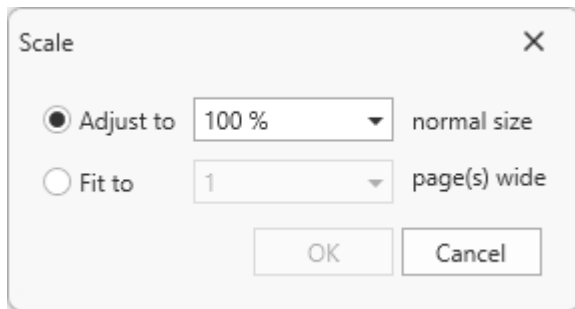 Scale
Adjust to 100 % normal size
Fit to 1 page(s) wide
OK Cancel